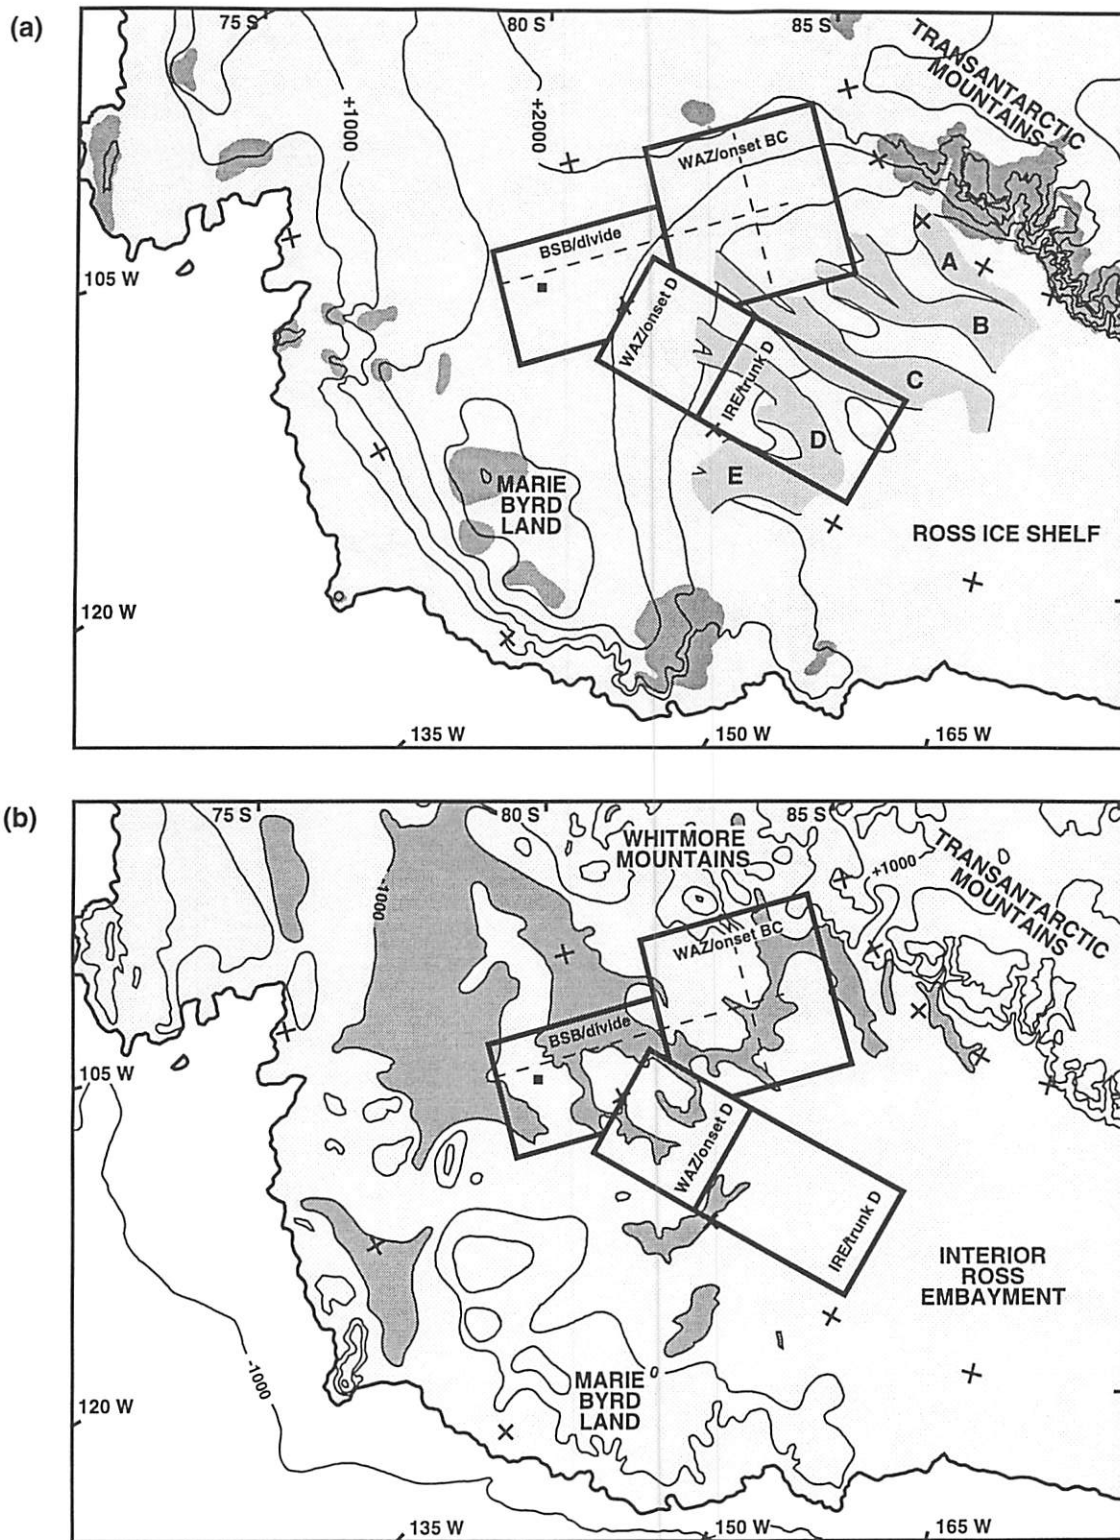 (a)
75 S
80 S
85 S
TRANSANTARCTIC
MOUNTAINS
+1000
+2000
WAZ/onset BC
BSB/divide
105 W
A
WAZ/onset D
B
IRE/trunk D
C
D
E
MARIE
BYRD
LAND
ROSS ICE SHELF
120 W
135 W
150 W
165 W
(b)
75 S
80 S
85 S
WHITMORE
MOUNTAINS
+1000
TRANSANTARCTIC
MOUNTAINS
-1000
WAZ/onset BC
BSB/divide
105 W
WAZ/onset D
IRE/trunk D
INTERIOR
ROSS
EMBAYMENT
-1000
0
MARIE
BYRD
LAND
120 W
135 W
150 W
165 W